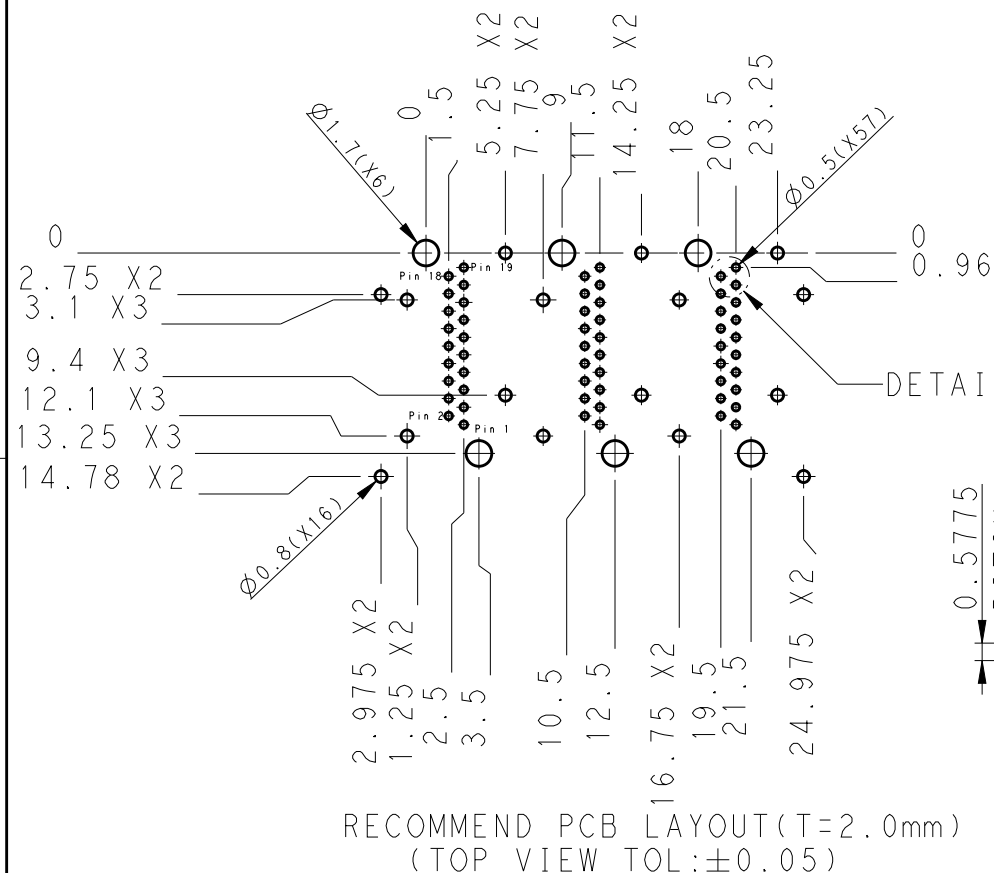 0
1.5
5.25 X2
7.75 X2
9
11.5
14.25 X2
18
20.5
23.25
Ø1.7(X6)
Ø0.5(X57)
0
2.75 X2
3.1 X3
9.4 X3
12.1 X3
13.25 X3
14.78 X2
0
0.96
Pin 18
Pin 19
Pin 2
Pin 1
DETAI
Ø0.8(X16)
0.5775
2.975 X2
1.25 X2
2.5
3.5
10.5
12.5
16.75 X2
19.5
21.5
24.975 X2
RECOMMEND PCB LAYOUT(T=2.0mm)
(TOP VIEW TOL:±0.05)